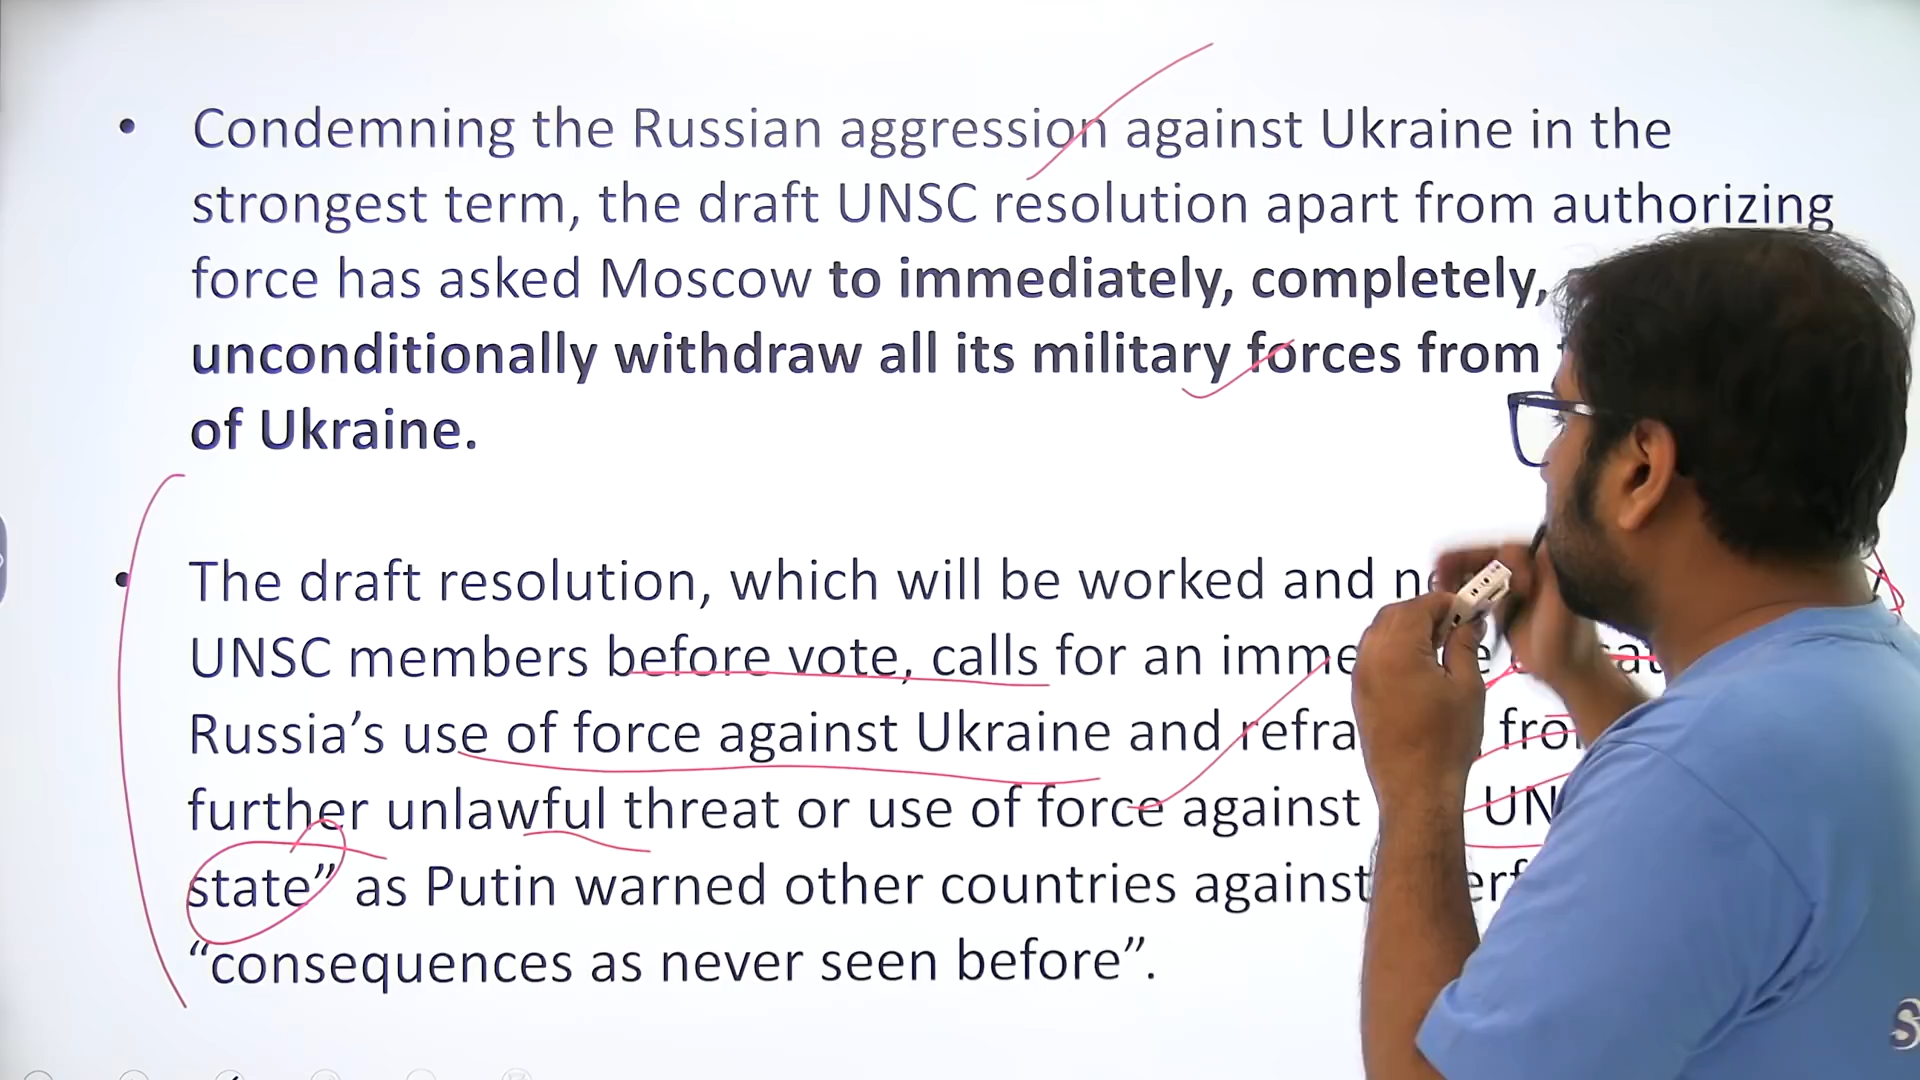 • Condemning the Russian aggression against Ukraine in the
strongest term, the draft UNSC resolution apart from authorizing
force has asked Moscow to immediately, completely,
unconditionally withdraw all its military forces from
of Ukraine.
• The draft resolution, which will be worked and
UNSC members before vote, calls for an
Russia’s use of force against Ukraine and
further unlawful threat or use of force against UN
state” as Putin warned other countries against
“consequences as never seen before”.